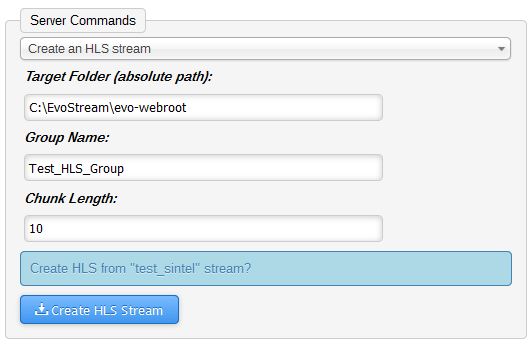 Server Commands
Create an HLS stream
Target Folder (absolute path):
C:\EvoStream\evo-webroot
Group Name:
Test_HLS_Group
Chunk Length:
10
Create HLS from "test_sintel" stream?
Create HLS Stream